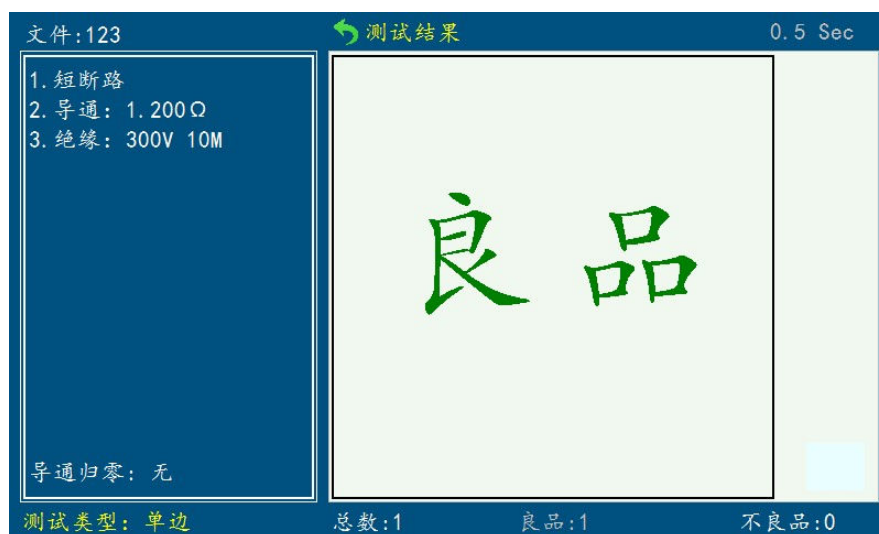 文件:123
测试结果
0.5 Sec
1.短断路
2.导通: 1.200Ω
3.绝缘: 300V 10M
良品
导通归零: 无
测试类型: 单边
总数:1
良品:1
不良品:0